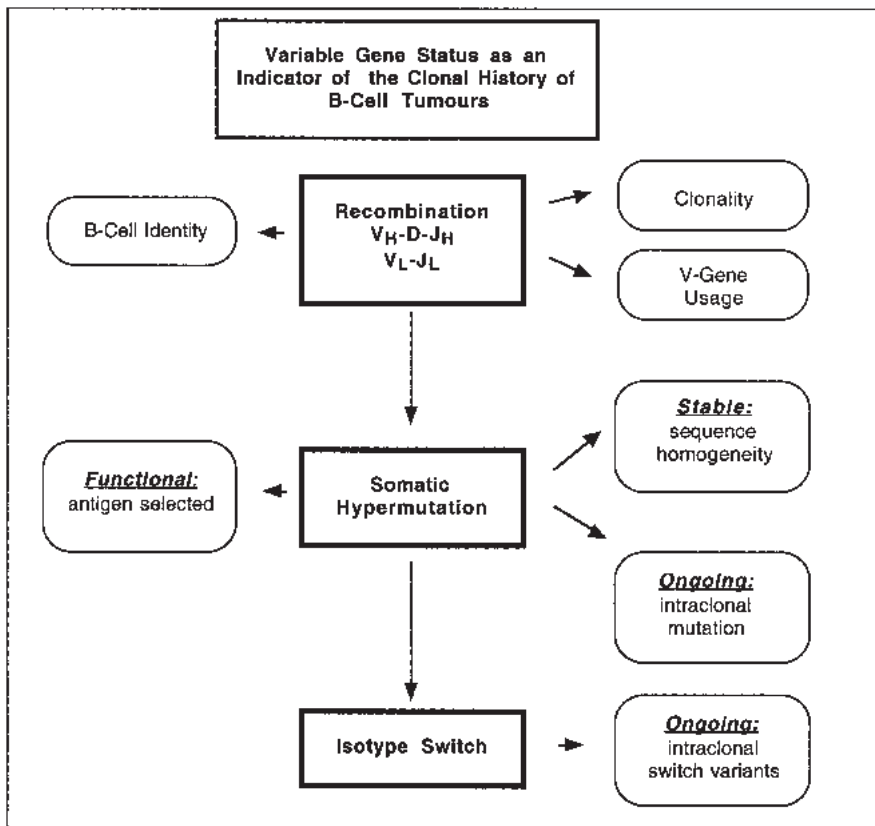 Variable Gene Status as an
Indicator of the Clonal History of
B-Cell Tumours
Recombination
VH-D-JH
VL-JL
B-Cell Identity
Clonality
V-Gene
Usage
Somatic
Hypermutation
Functional:
antigen selected
Stable:
sequence
homogeneity
Ongoing:
intraclonal
mutation
Isotype Switch
Ongoing:
intraclonal
switch variants